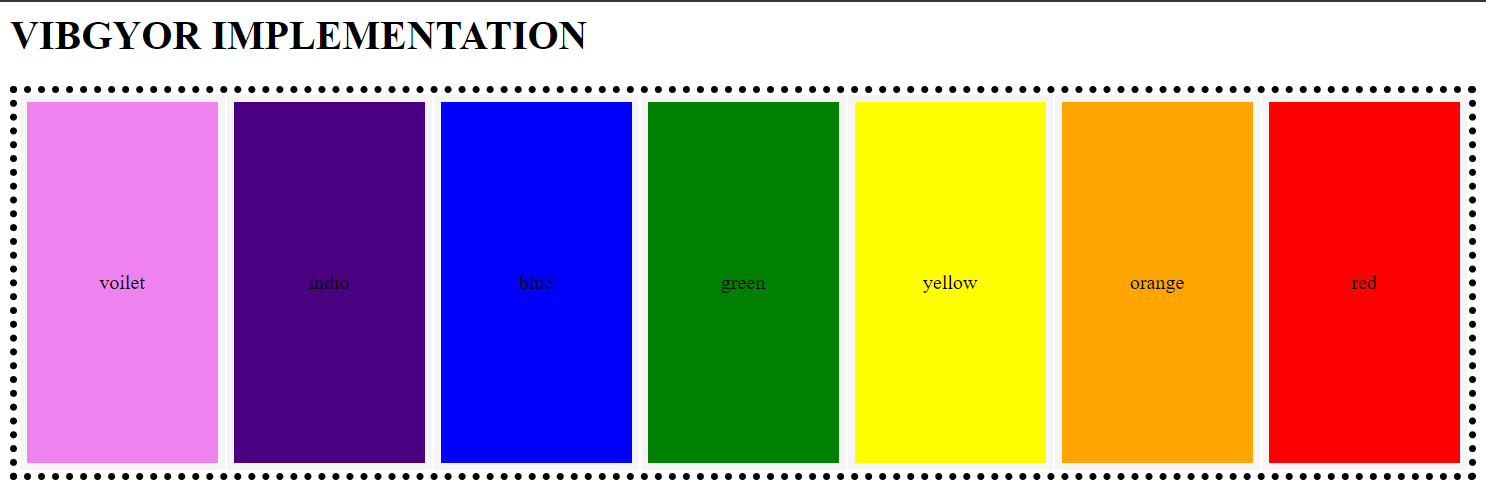 VIBGYOR IMPLEMENTATION
voilet indio blue green yellow orange red